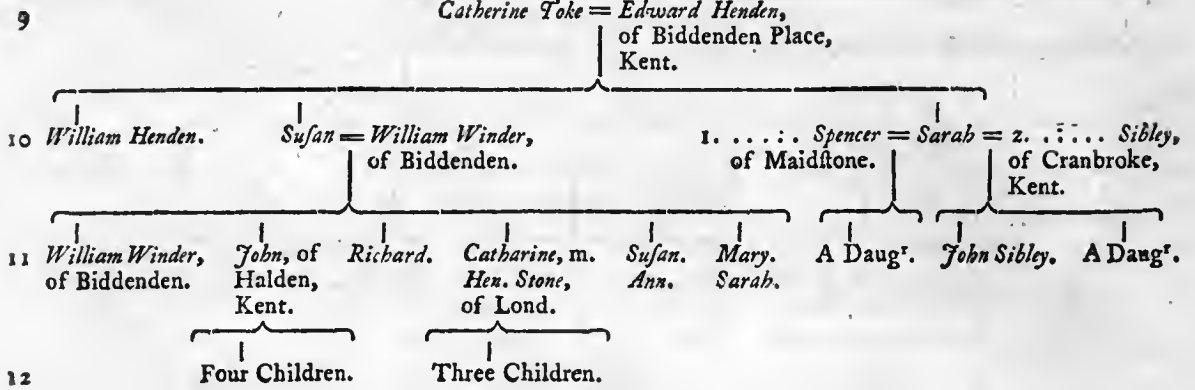 9 Catherine Toke = Edward Henden,
of Biddenden Place,
Kent.
10 William Henden. Suſan = William Winder, 1. . . . . : . Spencer = Sarah = 2. . . . . . . Sibley,
of Biddenden. of Maidſtone. of Cranbroke,
Kent.
11 William Winder, John, of Richard. Catharine, m. Suſan. Mary. A Daugʳ. John Sibley. A Daugʳ.
of Biddenden. Halden, Hen. Stone, Ann. Sarah.
Kent. of Lond.
12 Four Children. Three Children.